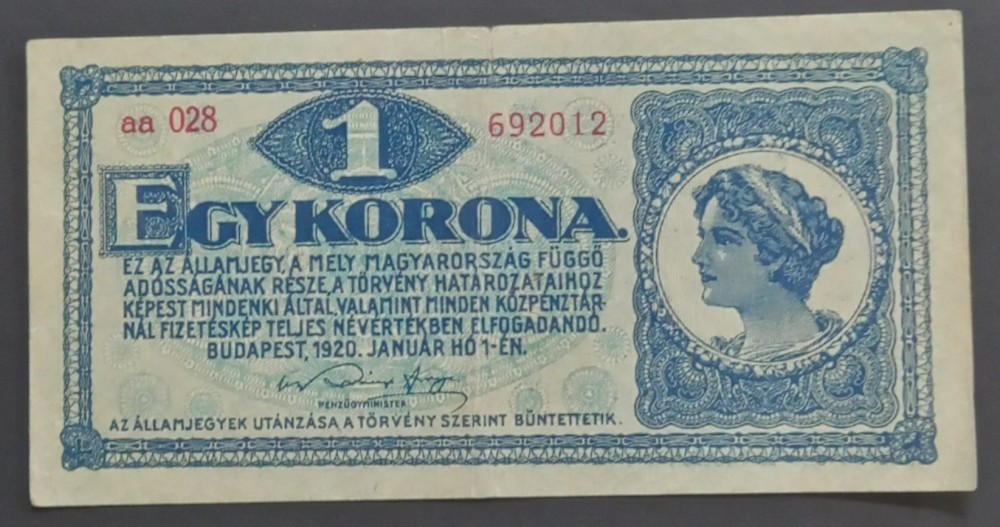 aa 028
1
692012
EGY KORONA.
EZ AZ ÁLLAMJEGY, A MELY MAGYARORSZÁG FÜGGŐ
ADÓSSÁGÁNAK RÉSZE, A TÖRVÉNY HATÁROZATAIHOZ
KÉPEST MINDENKI ÁLTAL, VALAMINT MINDEN KÖZPÉNZTÁR-
NÁL FIZETÉSKÉP TELJES NÉVÉRTÉKBEN ELFOGADANDÓ.
BUDAPEST, 1920. JANUÁR HÓ 1-ÉN.
PÉNZÜGYMINISTER
AZ ÁLLAMJEGYEK UTÁNZÁSA A TÖRVÉNY SZERINT BÜNTETTETIK.